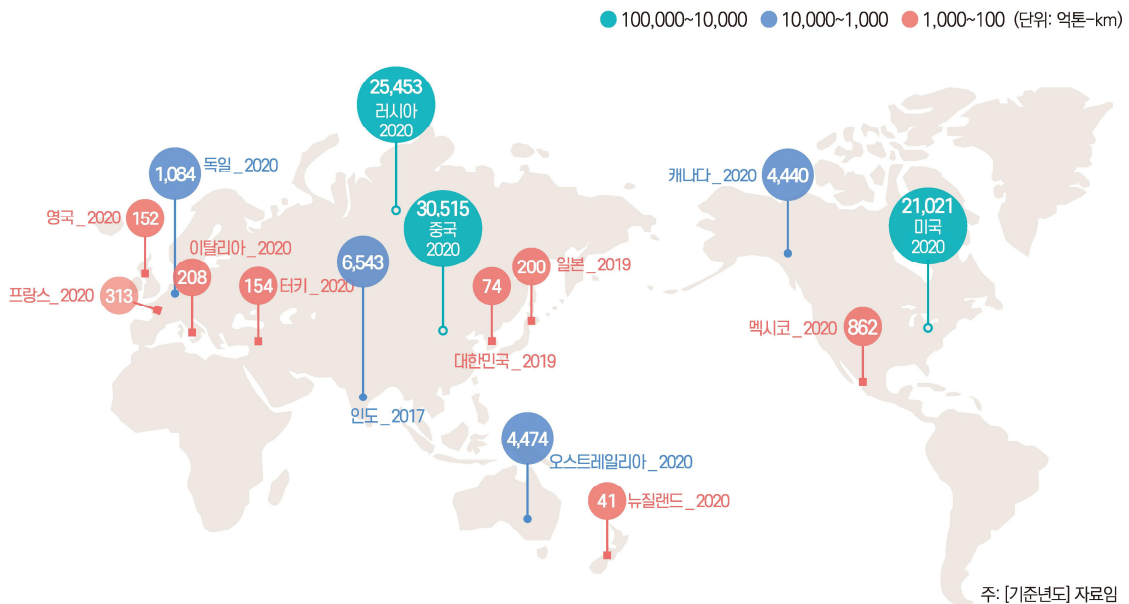 100,000~10,000 10,000~1,000 1,000~100 (단위: 억톤-km)
25,453
러시아
2020
1,084 독일_2020
캐나다_2020 4,440
영국_2020 152
30,515
중국
2020
21,021
미국
2020
이탈리아_2020
208
6,543
200 일본_2019
프랑스_2020 313
154 터키_2020
74
멕시코_2020 862
대한민국_2019
인도_2017
4,474
오스트레일리아_2020
41 뉴질랜드_2020
주: [기준년도] 자료임